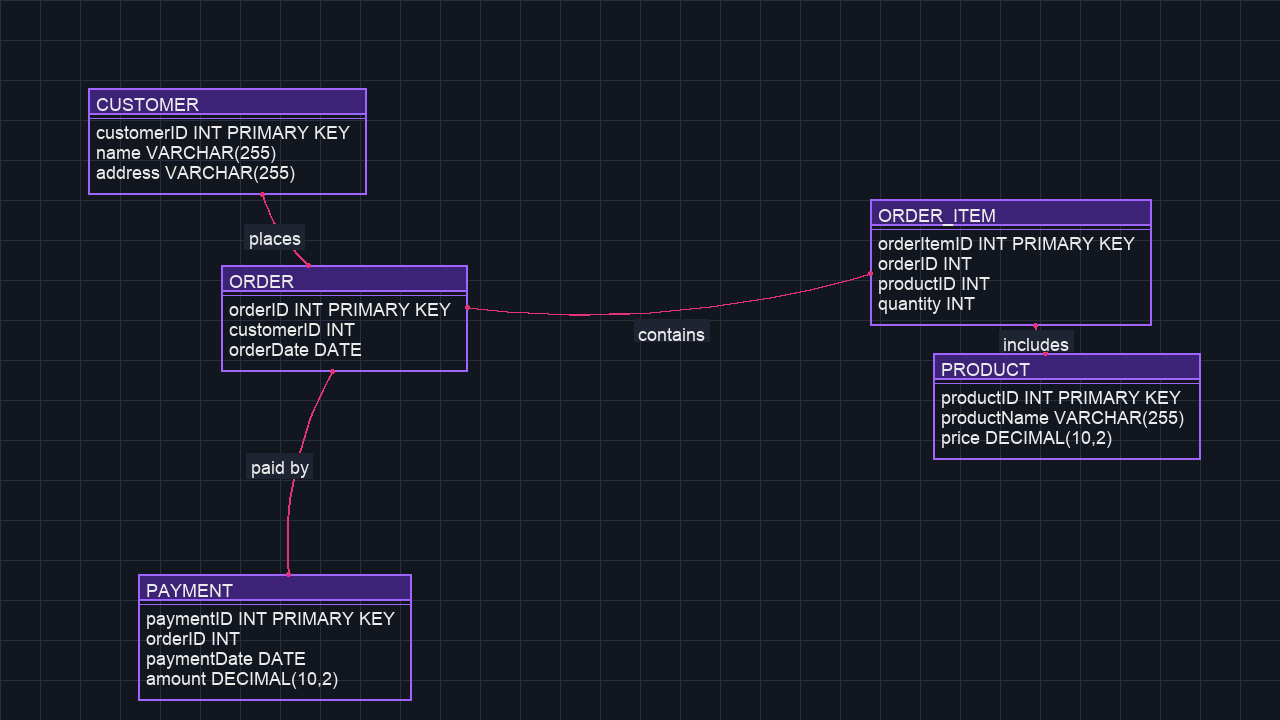 CUSTOMER
customerID INT PRIMARY KEY
name VARCHAR(255)
address VARCHAR(255)
places
ORDER
orderID INT PRIMARY KEY
customerID INT
orderDate DATE
contains
ORDER_ITEM
orderItemID INT PRIMARY KEY
orderID INT
productID INT
quantity INT
includes
PRODUCT
productID INT PRIMARY KEY
productName VARCHAR(255)
price DECIMAL(10,2)
paid by
PAYMENT
paymentID INT PRIMARY KEY
orderID INT
paymentDate DATE
amount DECIMAL(10,2)